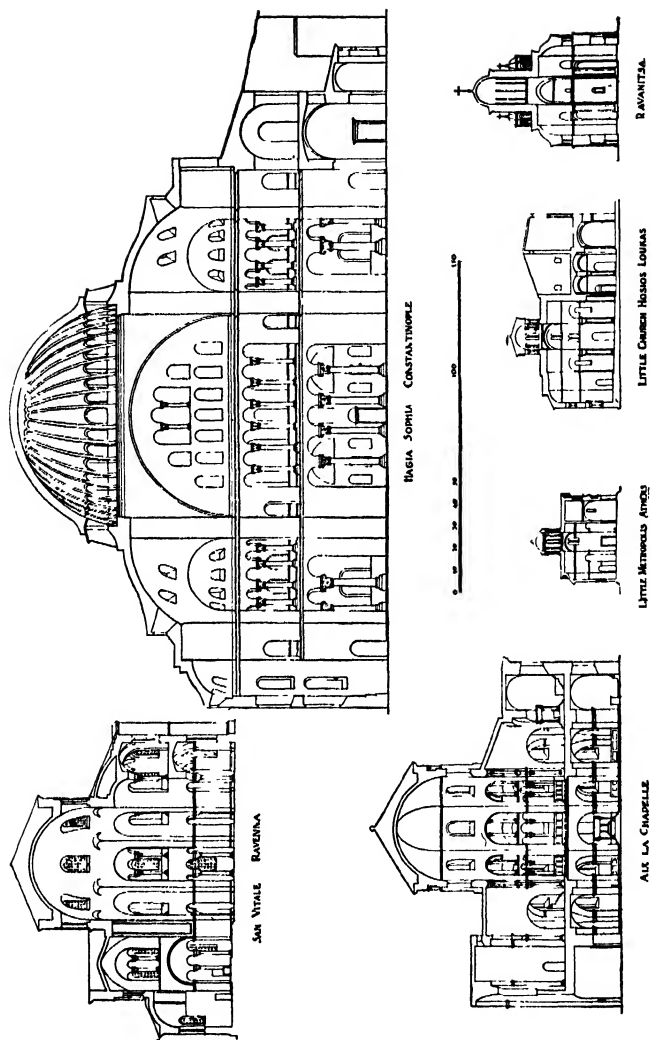 SAN VITALE RAVENNA
HAGIA SOPHIA CONSTANTINOPLE
0 10 20 30 40 50 100 150
AIX LA CHAPELLE
LITTLE METROPOLIS ATHENS
LITTLE CHURCH HOSIOS LOUKAS
RAVANITSA